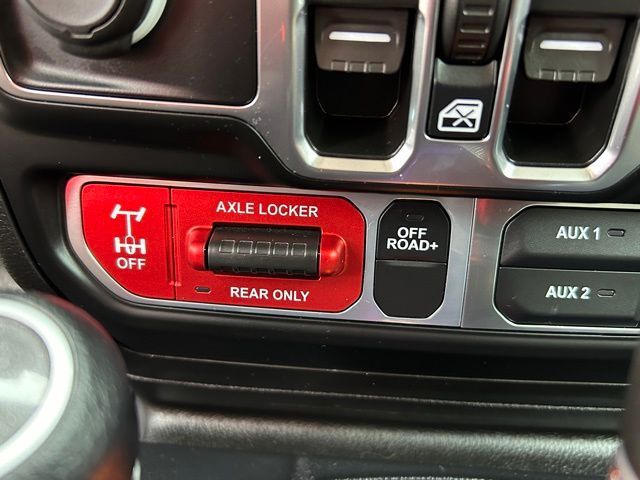 AXLE LOCKER
OFF
REAR ONLY
OFF
ROAD+
AUX 1
AUX 2